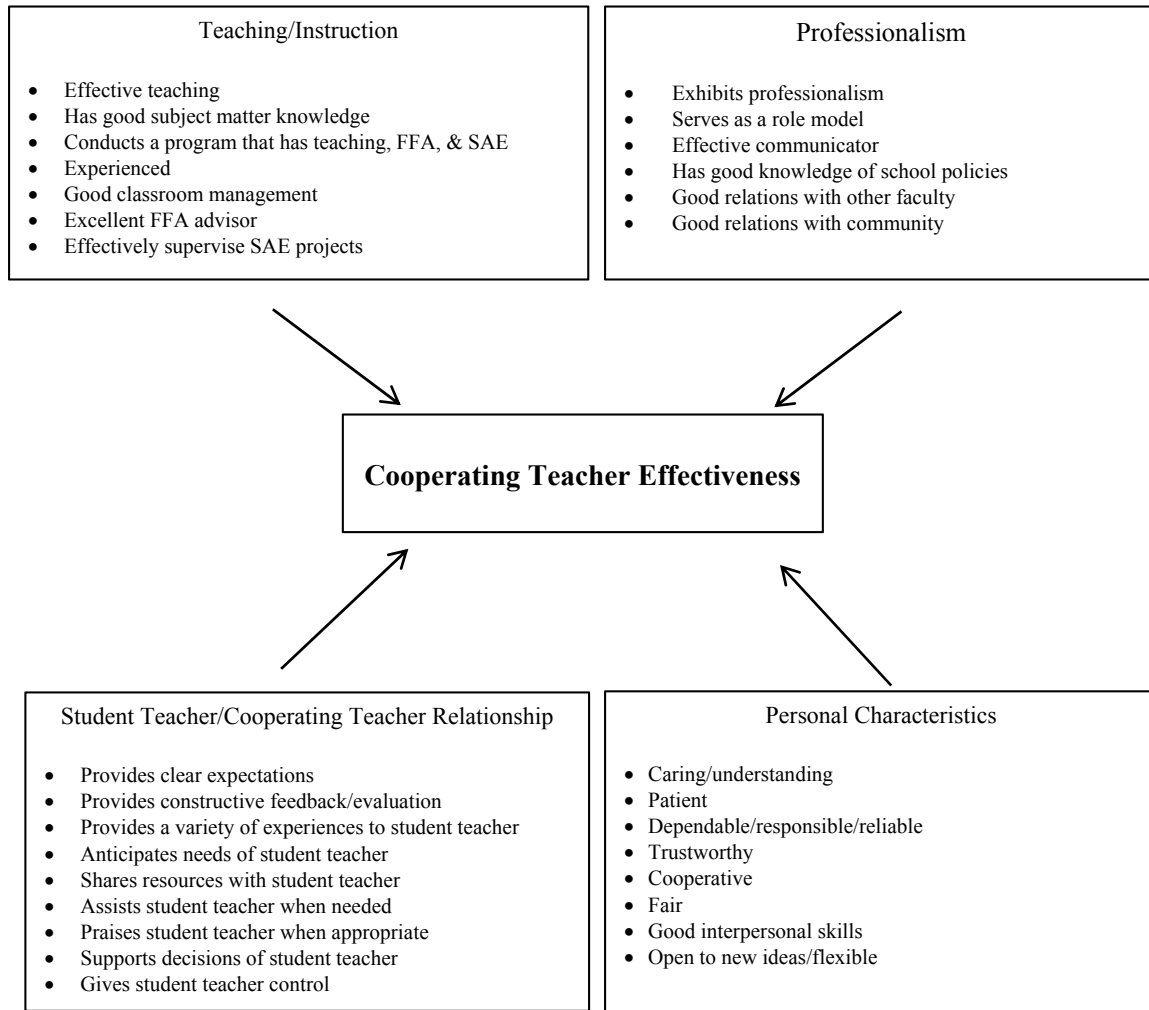 Teaching/Instruction
• Effective teaching
• Has good subject matter knowledge
• Conducts a program that has teaching, FFA, & SAE
• Experienced
• Good classroom management
• Excellent FFA advisor
• Effectively supervise SAE projects
Professionalism
• Exhibits professionalism
• Serves as a role model
• Effective communicator
• Has good knowledge of school policies
• Good relations with other faculty
• Good relations with community
Cooperating Teacher Effectiveness
Student Teacher/Cooperating Teacher Relationship
• Provides clear expectations
• Provides constructive feedback/evaluation
• Provides a variety of experiences to student teacher
• Anticipates needs of student teacher
• Shares resources with student teacher
• Assists student teacher when needed
• Praises student teacher when appropriate
• Supports decisions of student teacher
• Gives student teacher control
Personal Characteristics
• Caring/understanding
• Patient
• Dependable/responsible/reliable
• Trustworthy
• Cooperative
• Fair
• Good interpersonal skills
• Open to new ideas/flexible